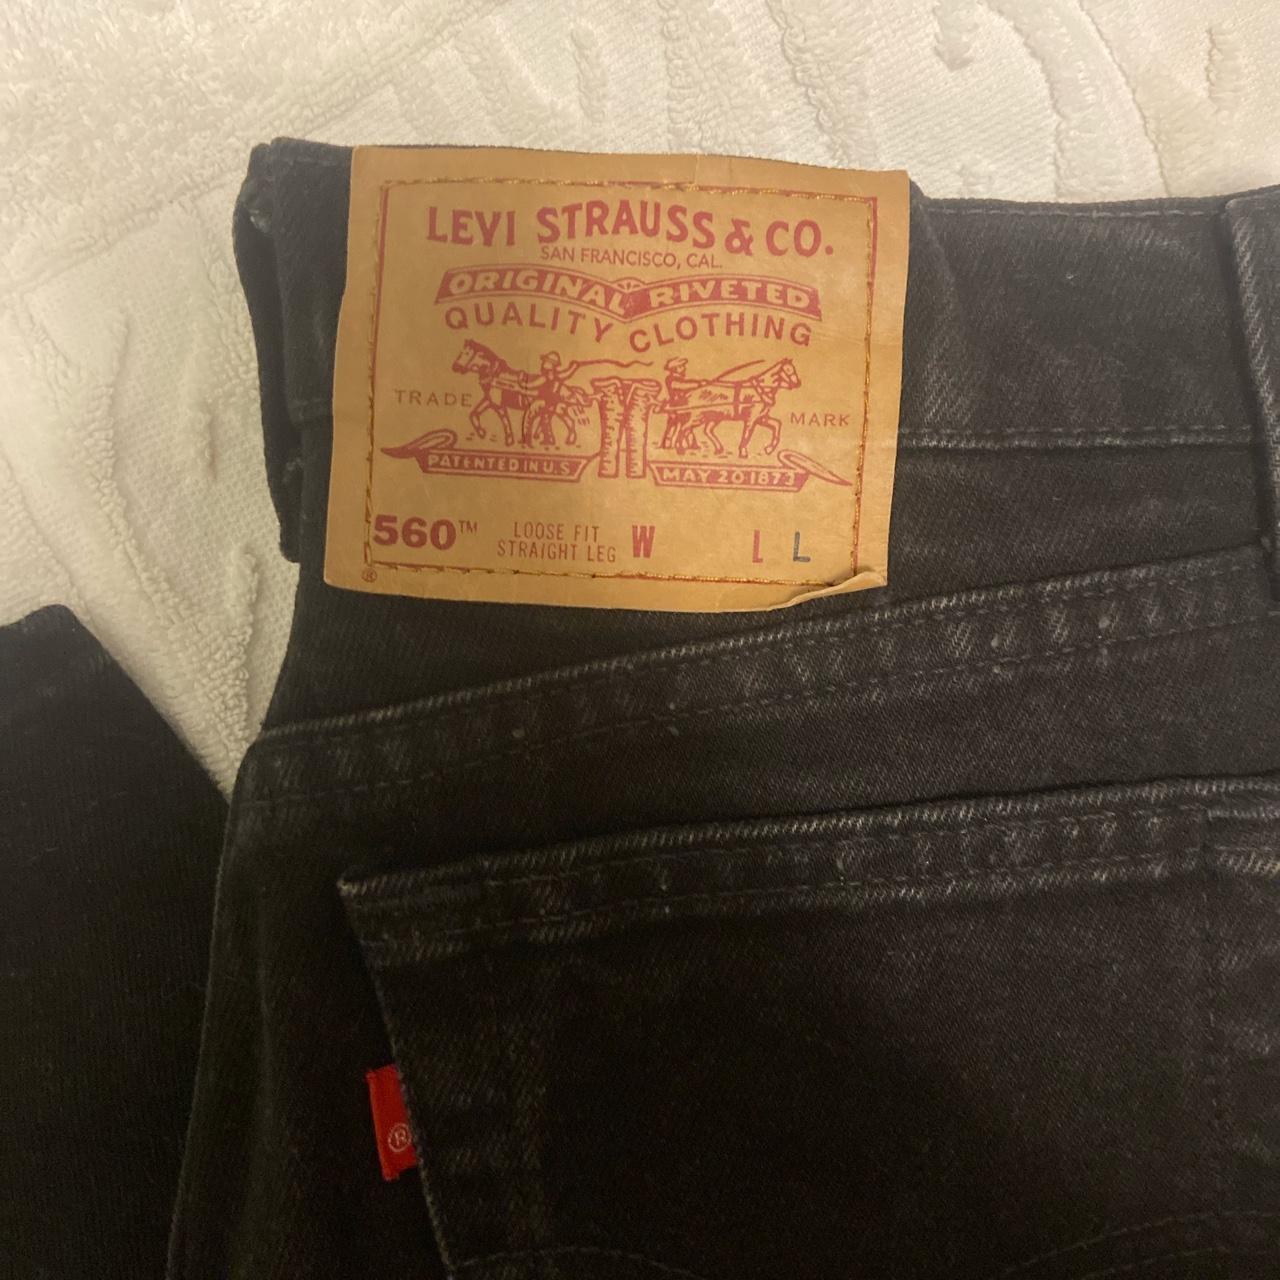 LEVI STRAUSS & CO.
SAN FRANCISCO, CAL.
ORIGINAL RIVETED
QUALITY CLOTHING
TRADE MARK
PATENTED IN U.S. MAY 20 1873
560™ LOOSE FIT STRAIGHT LEG W L L
®
®